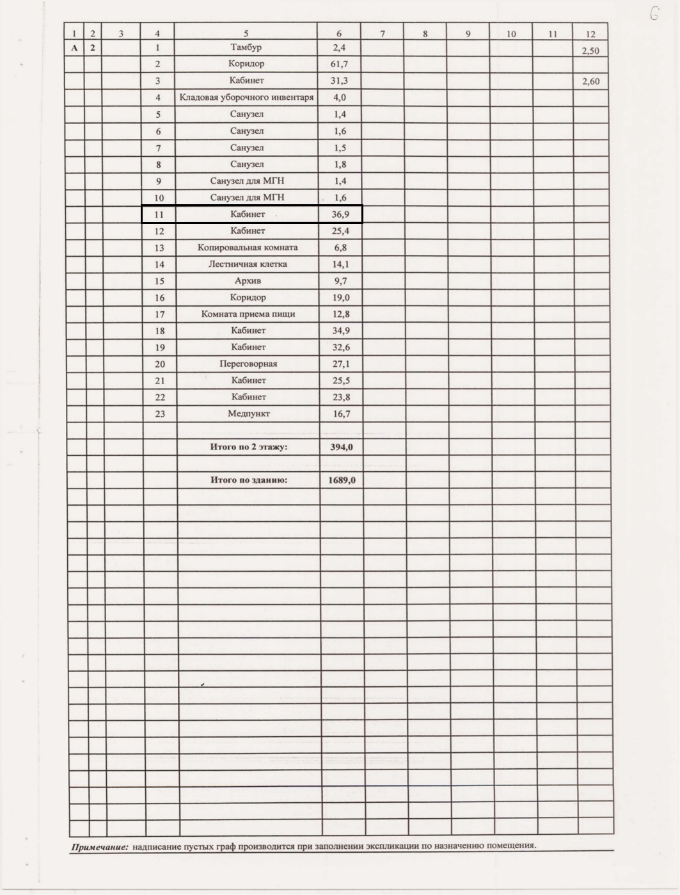 6
1 2 3 4 5 6 7 8 9 10 11 12
А 2 1 Тамбур 2,4 2,50
2 Коридор 61,7
3 Кабинет 31,3 2,60
4 Кладовая уборочного инвентаря 4,0
5 Санузел 1,4
6 Санузел 1,6
7 Санузел 1,5
8 Санузел 1,8
9 Санузел для МГН 1,4
10 Санузел для МГН 1,6
11 Кабинет 36,9
12 Кабинет 25,4
13 Копировальная комната 6,8
14 Лестничная клетка 14,1
15 Архив 9,7
16 Коридор 19,0
17 Комната приема пищи 12,8
18 Кабинет 34,9
19 Кабинет 32,6
20 Переговорная 27,1
21 Кабинет 25,5
22 Кабинет 23,8
23 Медпункт 16,7
Итого по 2 этажу: 394,0
Итого по зданию: 1689,0
Примечание: надписание пустых граф производится при заполнении экспликации по назначению помещения.